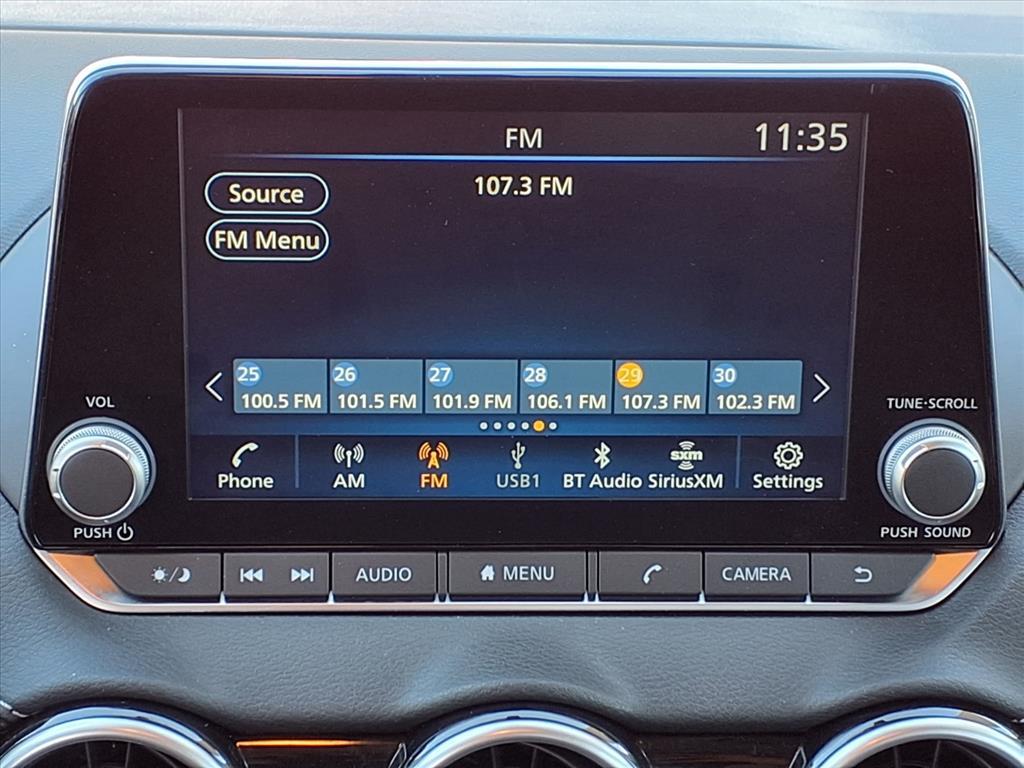 FM 11:35
Source
107.3 FM
FM Menu
25 26 27 28 29 30
100.5 FM 101.5 FM 101.9 FM 106.1 FM 107.3 FM 102.3 FM
VOL
TUNE·SCROLL
Phone AM FM USB1 BT Audio sxm SiriusXM Settings
PUSH
PUSH SOUND
AUDIO MENU CAMERA